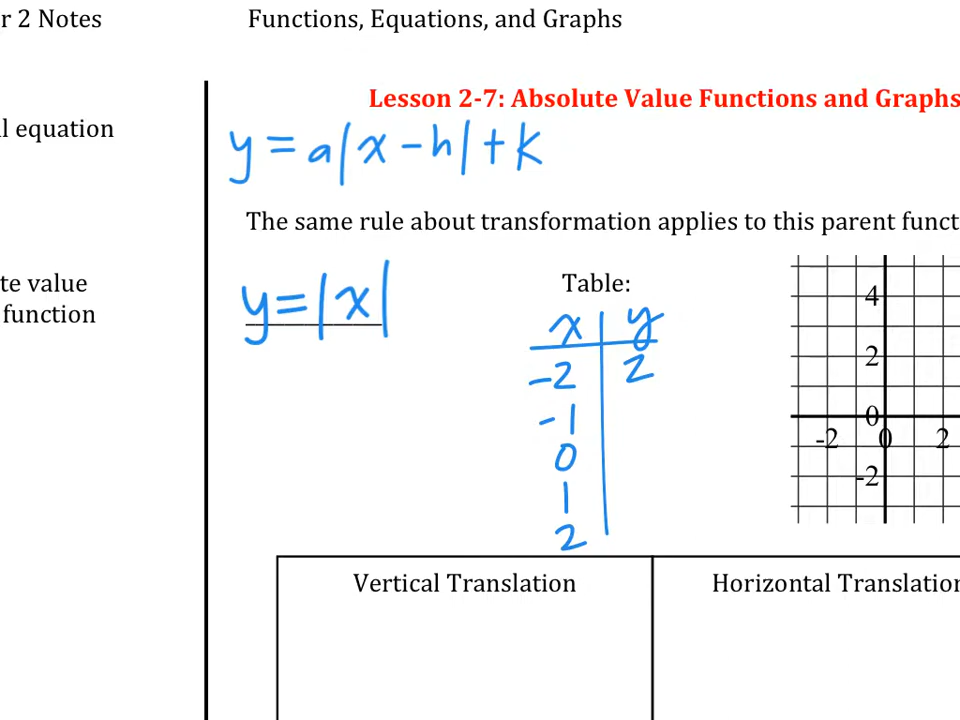 r 2 Notes
Functions, Equations, and Graphs
Lesson 2-7: Absolute Value Functions and Graphs
l equation
y = a|x - h| + k
The same rule about transformation applies to this parent funct
te value
function
y = |x|
Table:
x y
-2 2
-1
0
1
2
4
2
0
-2 0 2
-2
Vertical Translation
Horizontal Translation